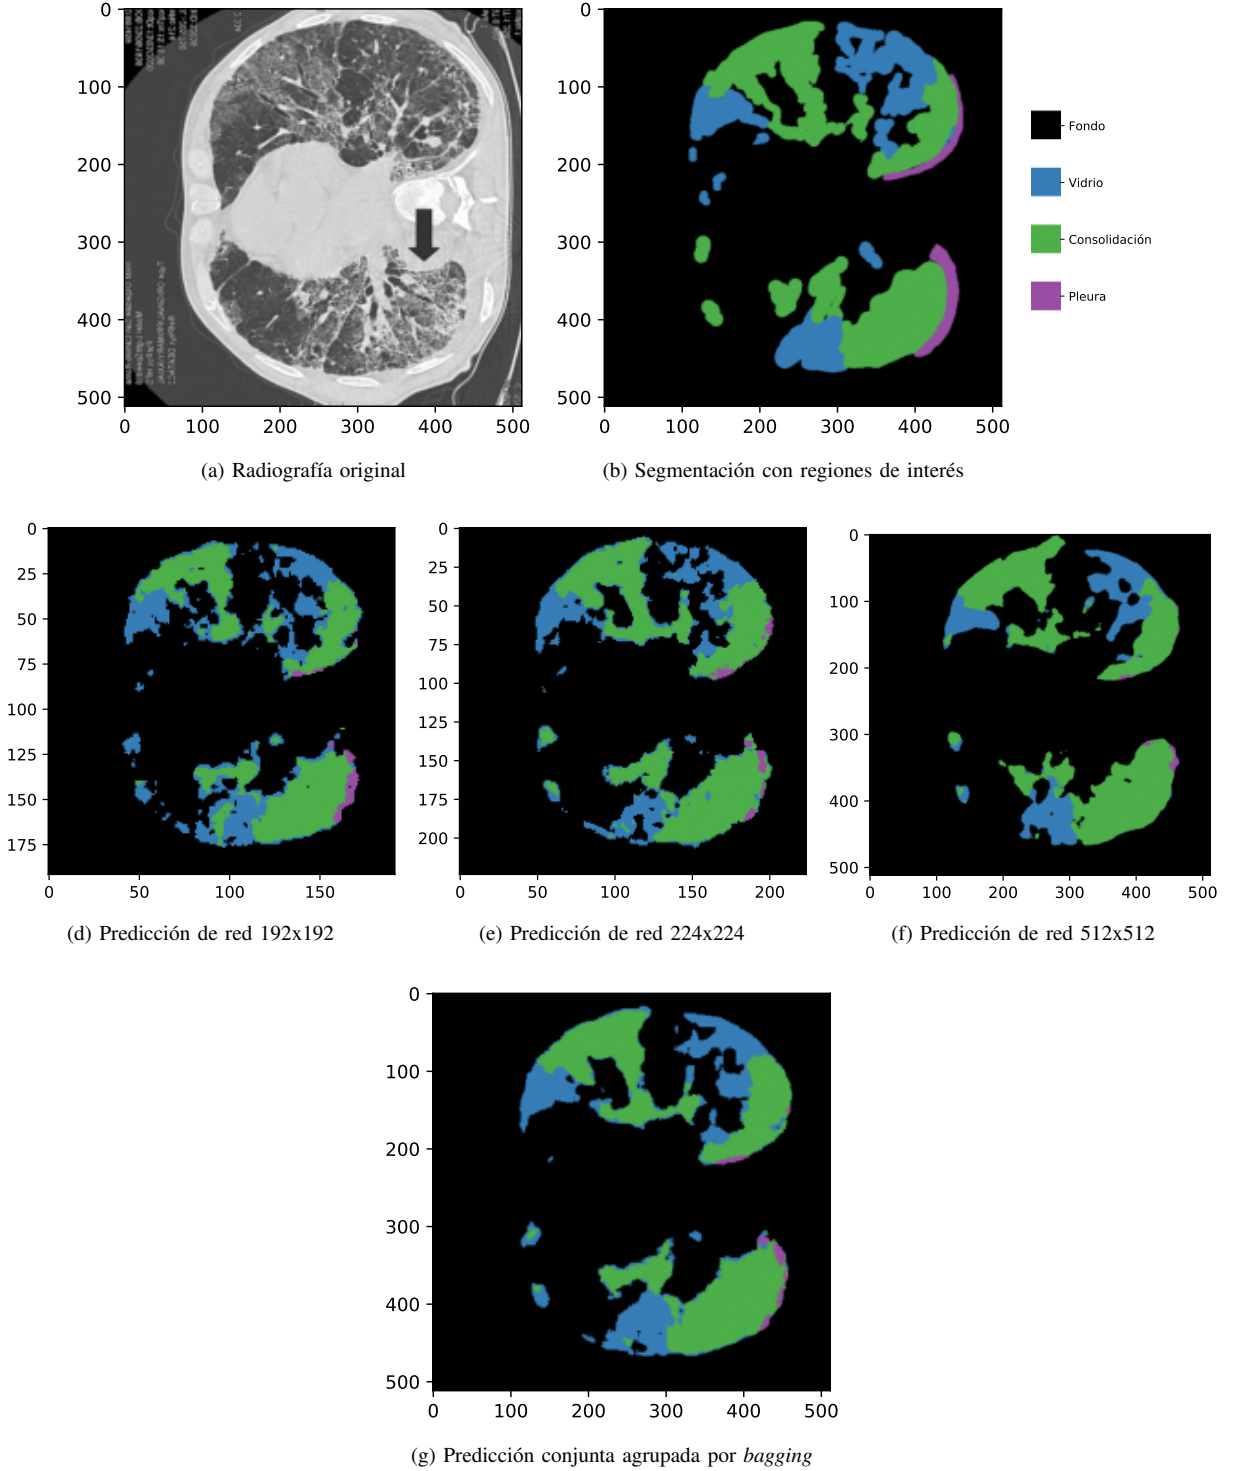 0
100
200
300
400
500
0 100 200 300 400 500
(a) Radiografía original
0
100
200
300
400
500
0 100 200 300 400 500
(b) Segmentación con regiones de interés
Fondo
Vidrio
Consolidación
Pleura
0
25
50
75
100
125
150
175
0 50 100 150
(d) Predicción de red 192x192
0
25
50
75
100
125
150
175
200
0 50 100 150 200
(e) Predicción de red 224x224
0
100
200
300
400
500
0 100 200 300 400 500
(f) Predicción de red 512x512
0
100
200
300
400
500
0 100 200 300 400 500
(g) Predicción conjunta agrupada por bagging